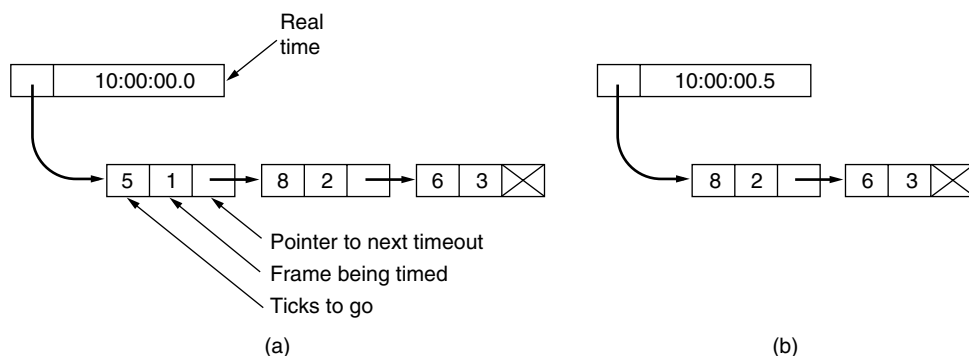 Real
time
10:00:00.0
5 1 8 2 6 3
Pointer to next timeout
Frame being timed
Ticks to go
(a)
10:00:00.5
8 2 6 3
(b)